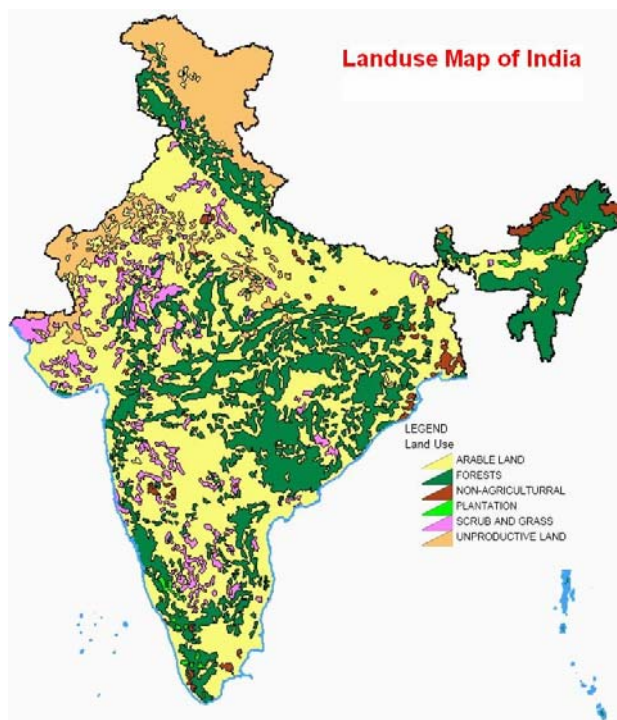 Landuse Map of India
LEGEND
Land Use
ARABLE LAND
FORESTS
NON-AGRICULTURRAL
PLANTATION
SCRUB AND GRASS
UNPRODUCTIVE LAND